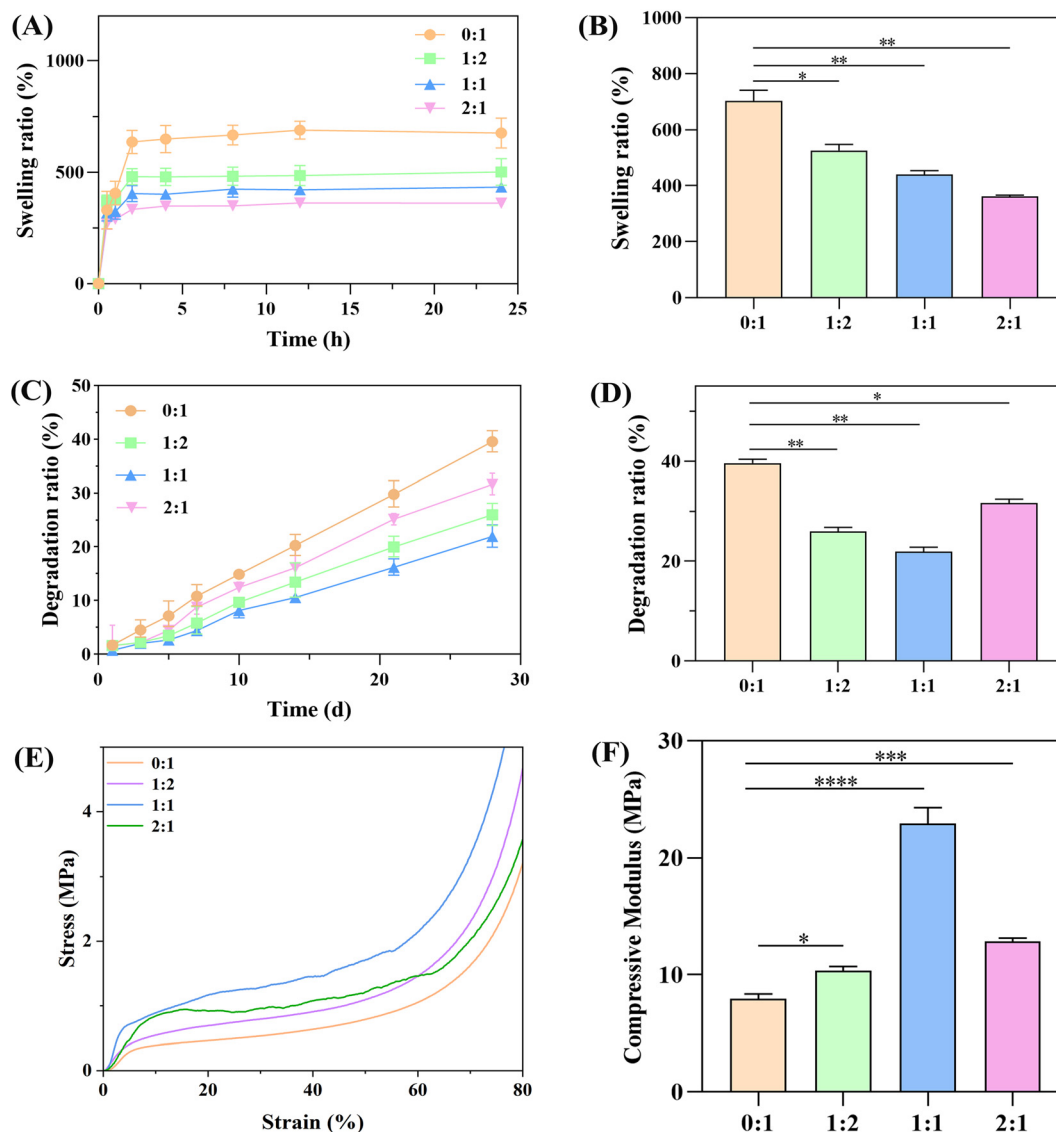 (A)
Swelling ratio (%)
1000
500
0
0:1
1:2
1:1
2:1
0 5 10 15 20 25
Time (h)
(B)
Swelling ratio (%)
1000
800
600
400
200
0
**
**
*
0:1 1:2 1:1 2:1
(C)
Degradation ratio (%)
50
40
30
20
10
0
0:1
1:2
1:1
2:1
0 10 20 30
Time (d)
(D)
Degradation ratio (%)
40
20
0
*
**
**
0:1 1:2 1:1 2:1
(E)
Stress (MPa)
4
2
0
0:1
1:2
1:1
2:1
0 20 40 60 80
Strain (%)
(F)
Compressive Modulus (MPa)
30
20
10
0
***
****
*
0:1 1:2 1:1 2:1